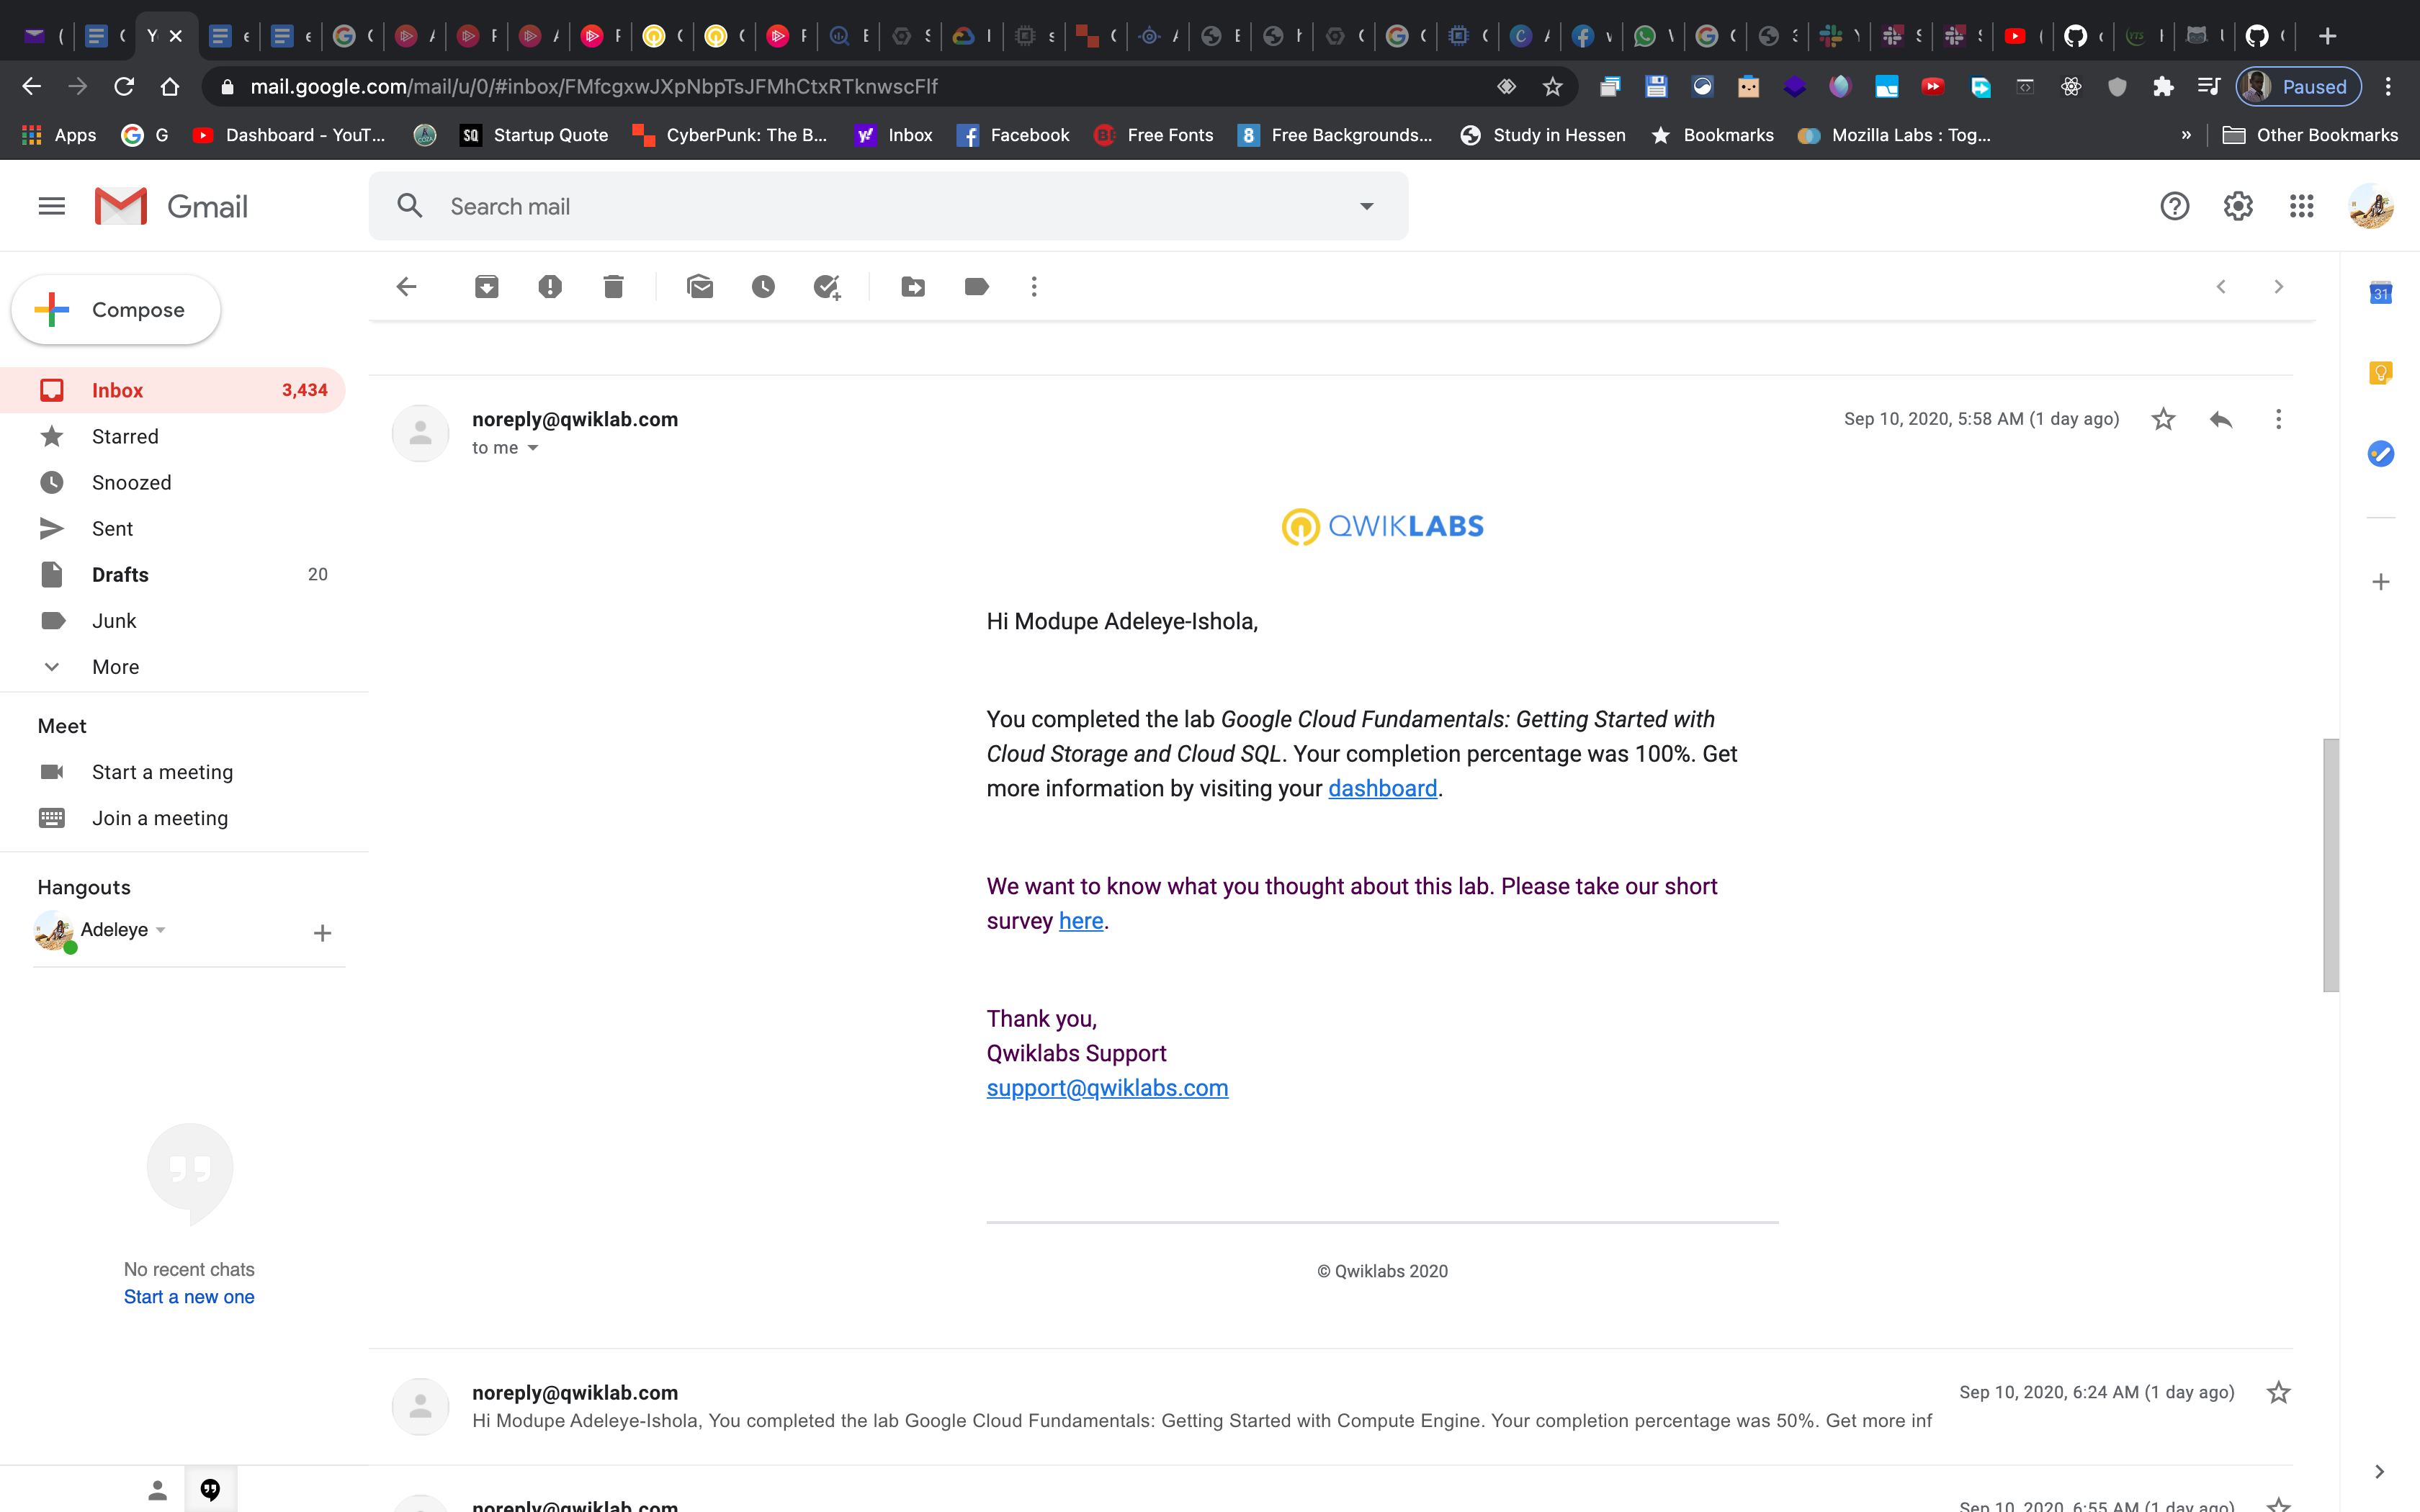 mail.google.com/mail/u/0/#inbox/FMfcgxwJXpNbpTsJFMhCtxRTknwscFlf
Paused
Apps
G
Dashboard - YouT...
Startup Quote
CyberPunk: The B...
Inbox
Facebook
Free Fonts
Free Backgrounds...
Study in Hessen
Bookmarks
Mozilla Labs : Tog...
»
Other Bookmarks
Gmail
Search mail
Compose
Inbox 3,434
Starred
Snoozed
Sent
Drafts 20
Junk
More
Meet
Start a meeting
Join a meeting
Hangouts
Adeleye
No recent chats
Start a new one
31
noreply@qwiklab.com
Sep 10, 2020, 5:58 AM (1 day ago)
to me
QWIKLABS
Hi Modupe Adeleye-Ishola,
You completed the lab Google Cloud Fundamentals: Getting Started with
Cloud Storage and Cloud SQL. Your completion percentage was 100%. Get
more information by visiting your dashboard.
We want to know what you thought about this lab. Please take our short
survey here.
Thank you,
Qwiklabs Support
support@qwiklabs.com
© Qwiklabs 2020
noreply@qwiklab.com
Sep 10, 2020, 6:24 AM (1 day ago)
Hi Modupe Adeleye-Ishola, You completed the lab Google Cloud Fundamentals: Getting Started with Compute Engine. Your completion percentage was 50%. Get more inf
noreply@qwiklab.com
Sep 10, 2020, 6:55 AM (1 day ago)